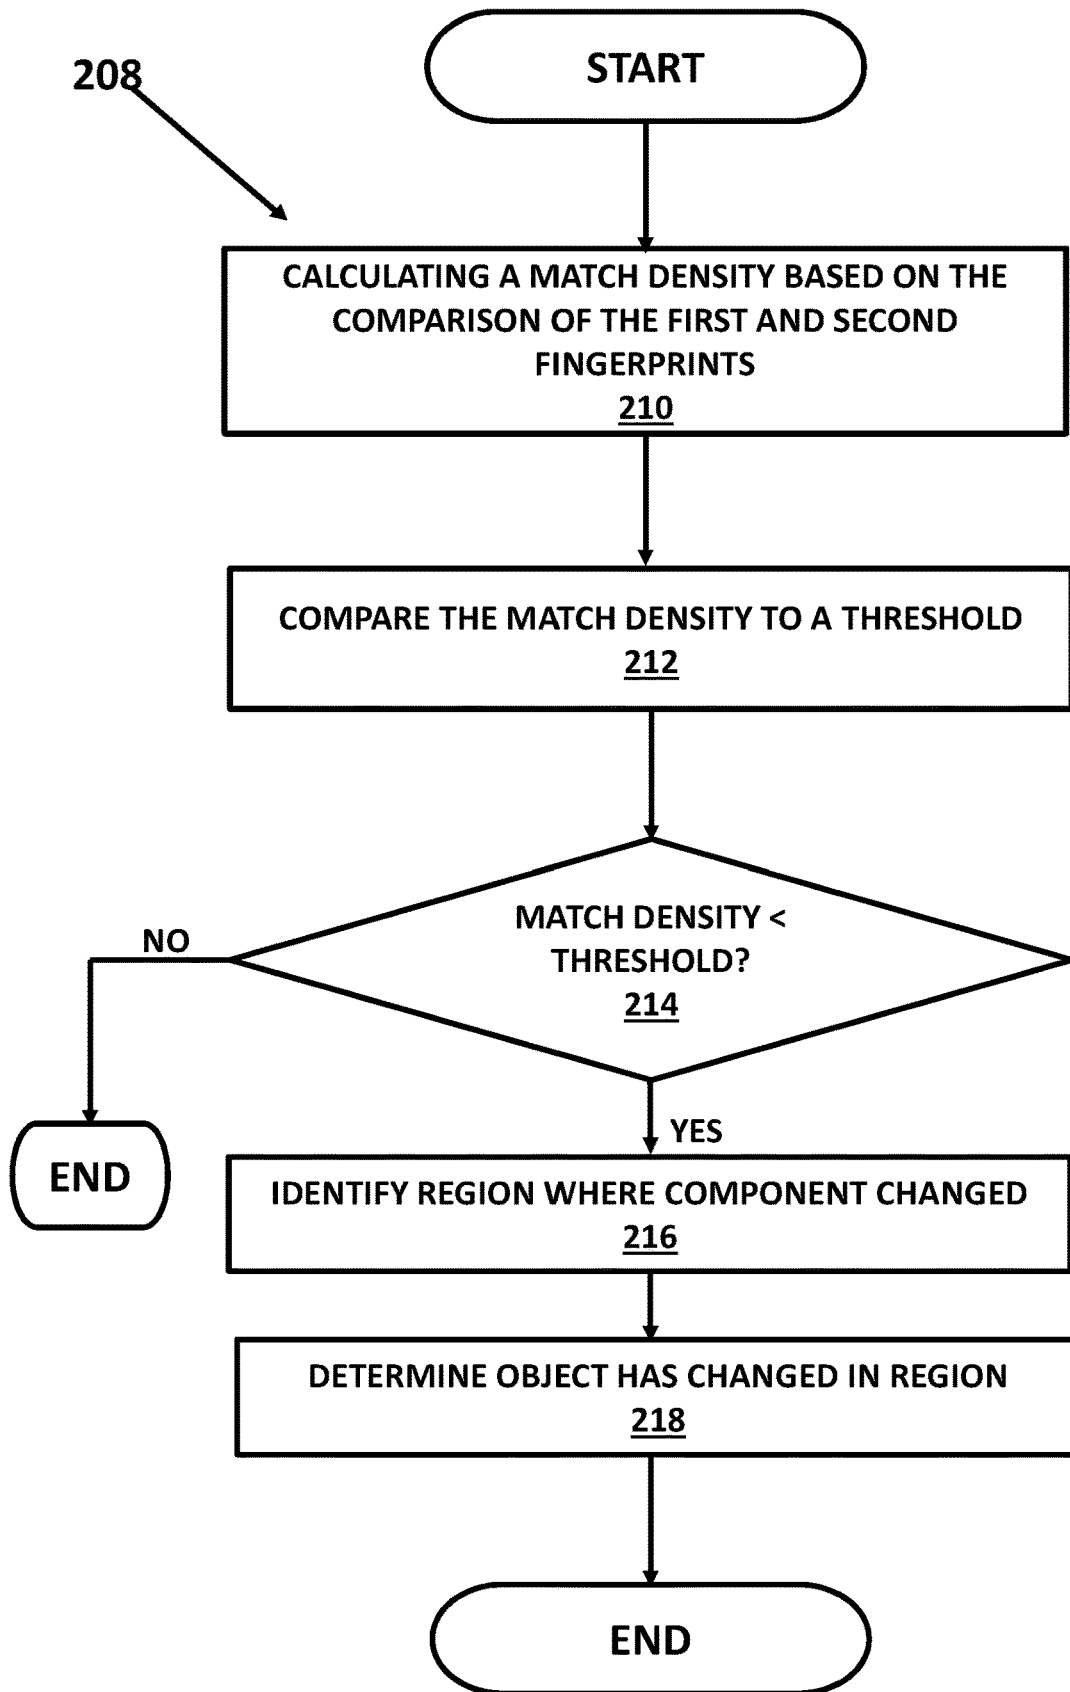 START
208
CALCULATING A MATCH DENSITY BASED ON THE
COMPARISON OF THE FIRST AND SECOND
FINGERPRINTS
210
COMPARE THE MATCH DENSITY TO A THRESHOLD
212
MATCH DENSITY <
THRESHOLD?
214
NO
END
YES
IDENTIFY REGION WHERE COMPONENT CHANGED
216
DETERMINE OBJECT HAS CHANGED IN REGION
218
END